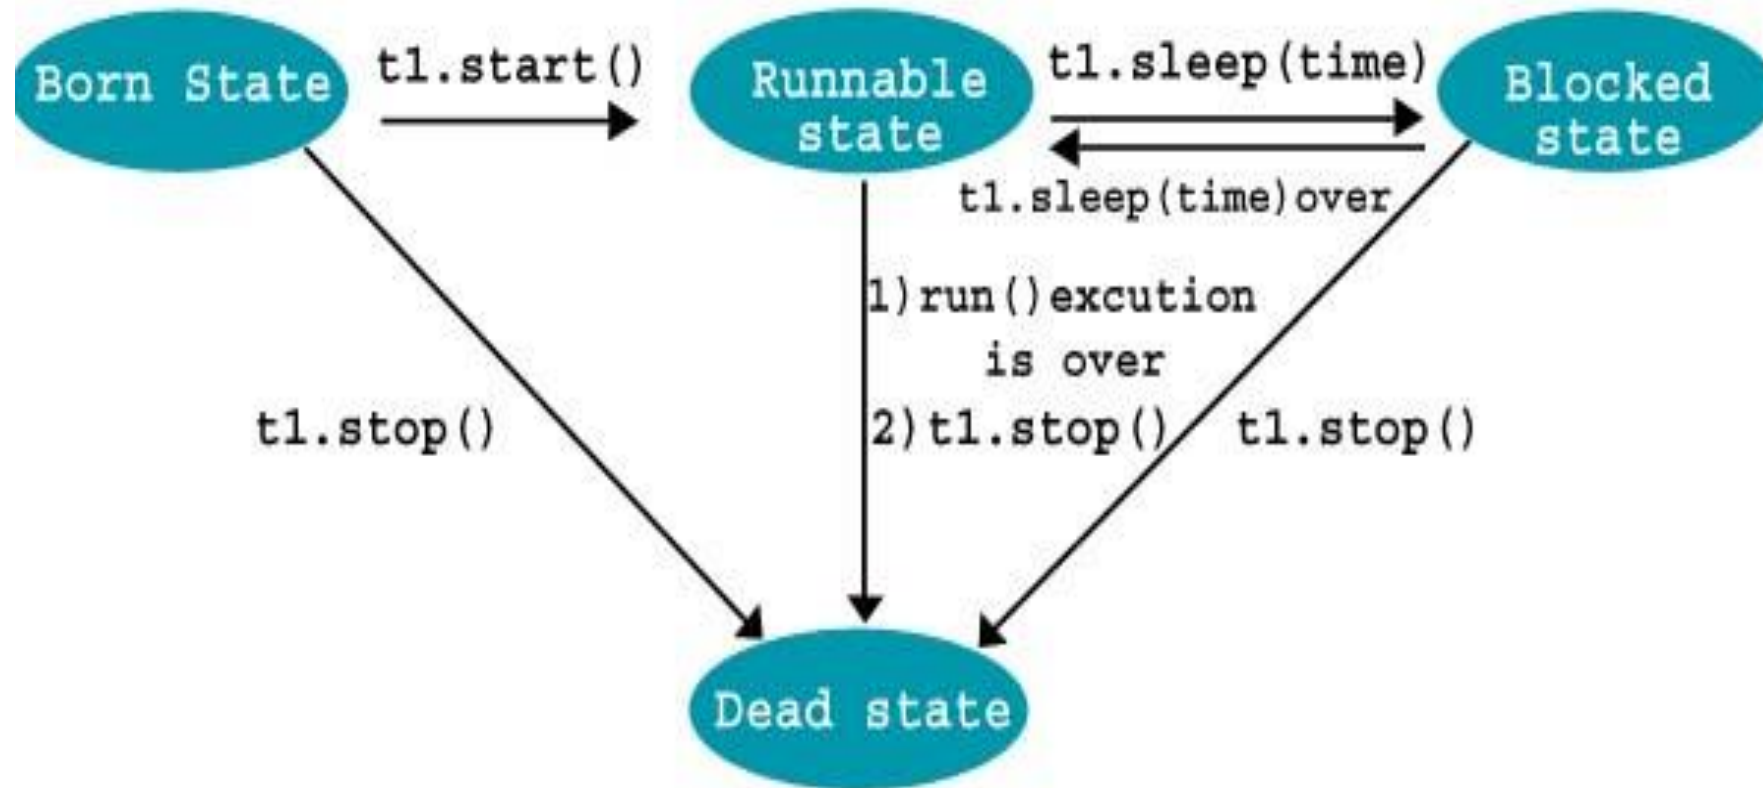 Born State
t1.start()
Runnable
state
t1.sleep(time)
Blocked
state
t1.sleep(time)over
1)run()excution
is over
2)t1.stop()
t1.stop()
t1.stop()
Dead state